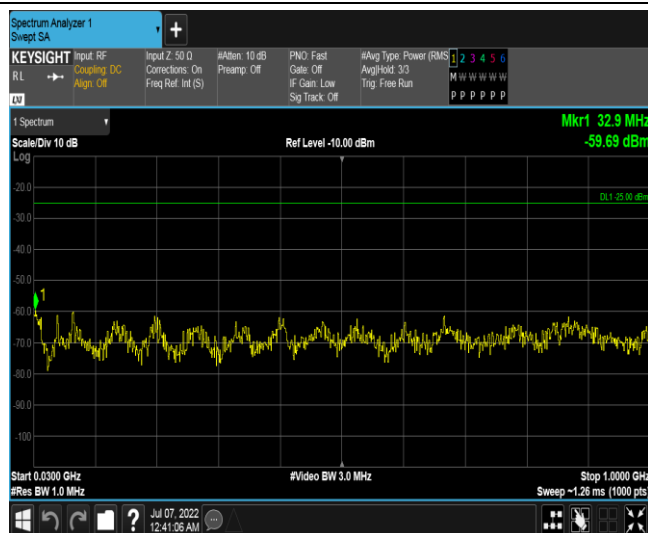 Spectrum Analyzer 1
Swept SA
+
KEYSIGHT
RL
LXI
Input: RF
Coupling: DC
Align: Off
Input Z: 50 Ω
Corrections: On
Freq Ref: Int (S)
#Atten: 10 dB
Preamp: Off
PNO: Fast
Gate: Off
IF Gain: Low
Sig Track: Off
#Avg Type: Power (RMS
Avg|Hold: 3/3
Trig: Free Run
1 2 3 4 5 6
M W W W W W
P P P P P P
1 Spectrum
Mkr1 32.9 MHz
Scale/Div 10 dB
Ref Level -10.00 dBm
-59.69 dBm
Log
-20.0
DL1 -25.00 dBm
-30.0
-40.0
-50.0
1
-60.0
-70.0
-80.0
-90.0
-100
Start 0.0300 GHz
#Video BW 3.0 MHz
Stop 1.0000 GHz
#Res BW 1.0 MHz
Sweep ~1.26 ms (1000 pts)
?
Jul 07, 2022
12:41:06 AM